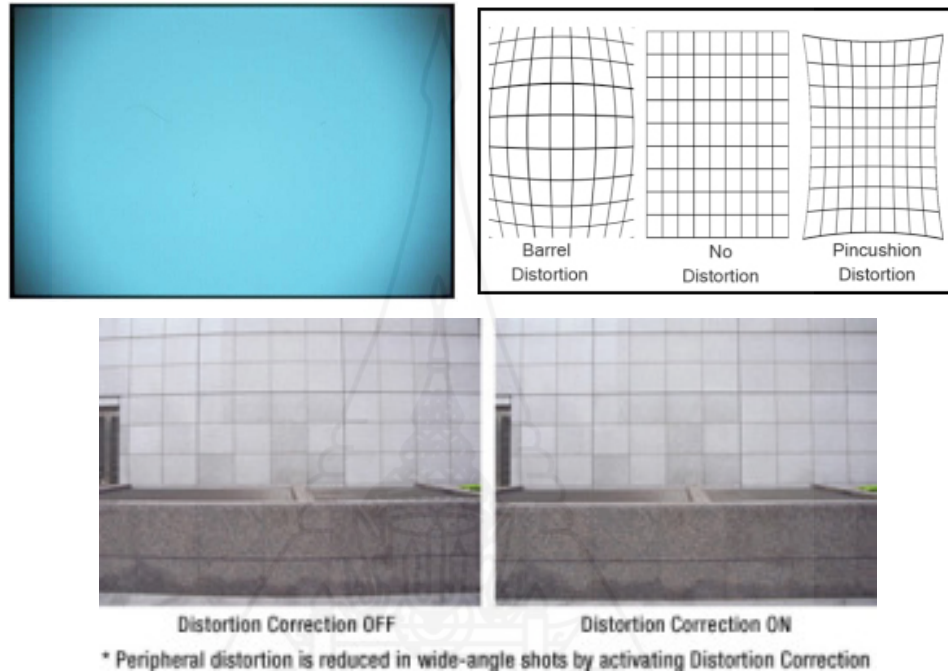 Barrel
Distortion
No
Distortion
Pincushion
Distortion
Distortion Correction OFF
Distortion Correction ON
* Peripheral distortion is reduced in wide-angle shots by activating Distortion Correction